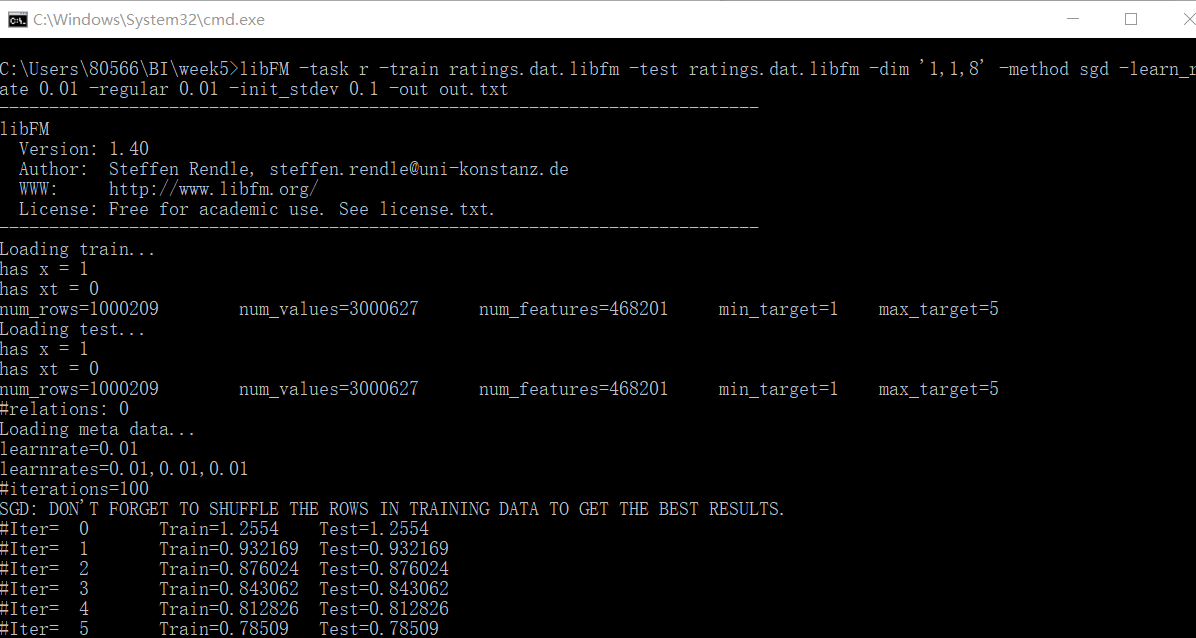 C:\Windows\System32\cmd.exe
C:\Users\80566\BI\week5>libFM -task r -train ratings.dat.libfm -test ratings.dat.libfm -dim '1,1,8' -method sgd -learn_r
ate 0.01 -regular 0.01 -init_stdev 0.1 -out out.txt
----------------------------------------------------------------------------
libFM
  Version: 1.40
  Author:  Steffen Rendle, steffen.rendle@uni-konstanz.de
  WWW:     http://www.libfm.org/
  License: Free for academic use. See license.txt.
----------------------------------------------------------------------------
Loading train...
has x = 1
has xt = 0
num_rows=1000209        num_values=3000627      num_features=468201     min_target=1    max_target=5
Loading test...
has x = 1
has xt = 0
num_rows=1000209        num_values=3000627      num_features=468201     min_target=1    max_target=5
#relations: 0
Loading meta data...
learnrate=0.01
learnrates=0.01,0.01,0.01
#iterations=100
SGD: DON'T FORGET TO SHUFFLE THE ROWS IN TRAINING DATA TO GET THE BEST RESULTS.
#Iter=  0       Train=1.2554    Test=1.2554
#Iter=  1       Train=0.932169  Test=0.932169
#Iter=  2       Train=0.876024  Test=0.876024
#Iter=  3       Train=0.843062  Test=0.843062
#Iter=  4       Train=0.812826  Test=0.812826
#Iter=  5       Train=0.78509   Test=0.78509